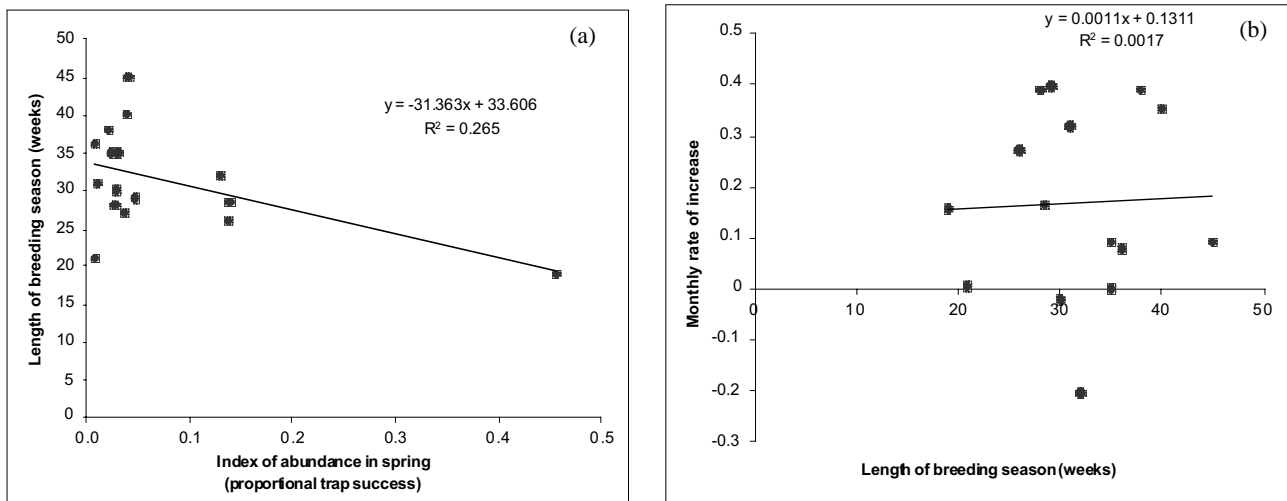 (a)
50
45
40
35
30
25
20
15
10
5
0
y = -31.363x + 33.606
R² = 0.265
0.0 0.1 0.2 0.3 0.4 0.5
Length of breeding season (weeks)
Index of abundance in spring
(proportional trap success)
y = 0.0011x + 0.1311
R² = 0.0017
(b)
0.5
0.4
0.3
0.2
0.1
0
-0.1
-0.2
-0.3
0 10 20 30 40 50
Monthly rate of increase
Length of breeding season (weeks)